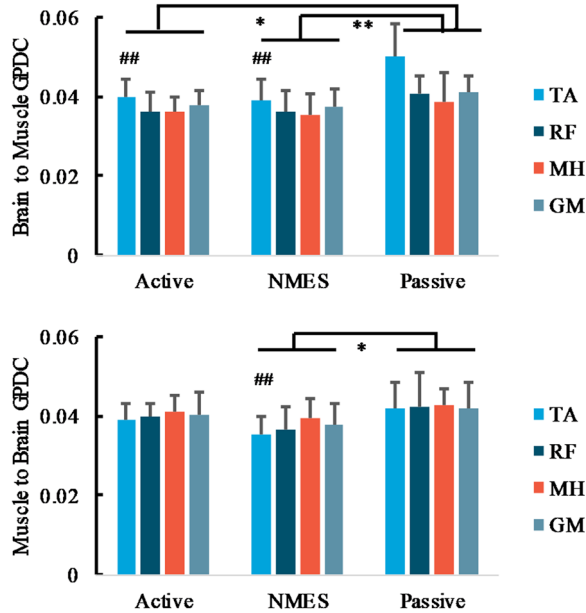 0.06
*
**
##
##
0.04
0.02
0
Brain to Muscle GPDC
Active
NMES
Passive
TA
RF
MH
GM
0.06
*
##
0.04
0.02
0
Muscle to Brain GPDC
Active
NMES
Passive
TA
RF
MH
GM